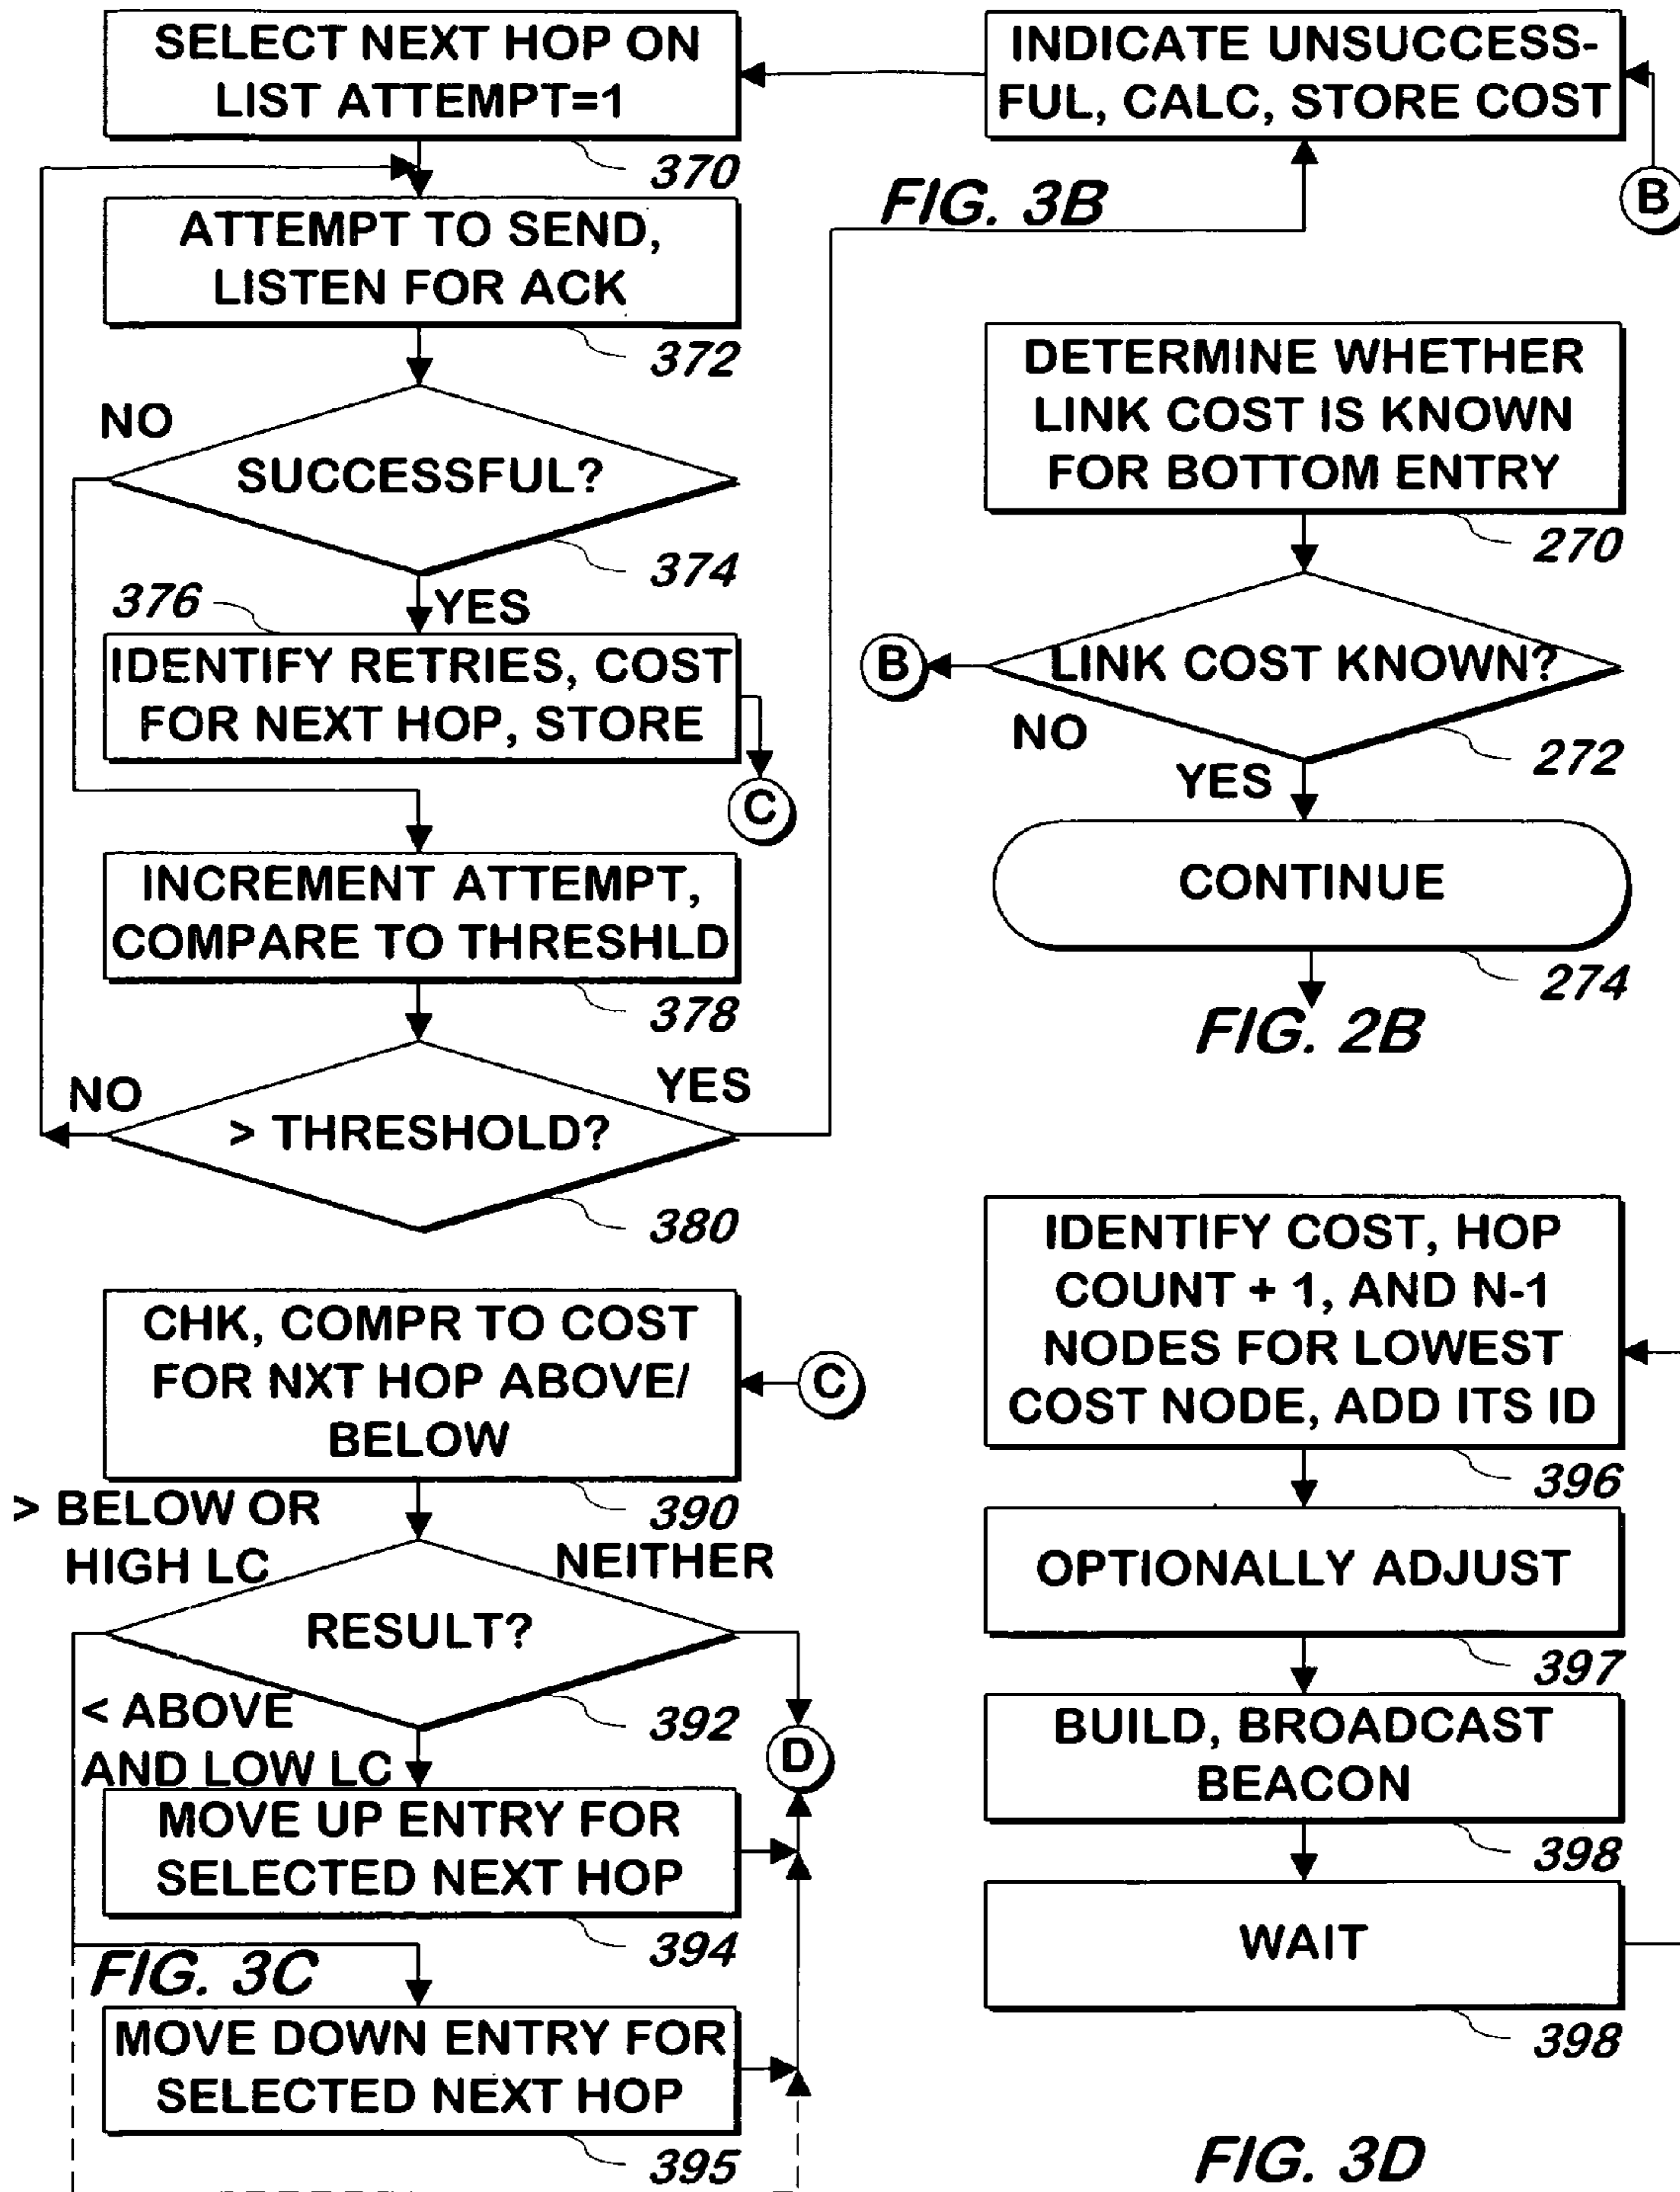 SELECT NEXT HOP ON
LIST ATTEMPT=1
370
ATTEMPT TO SEND,
LISTEN FOR ACK
372
NO
SUCCESSFUL?
374
376
YES
IDENTIFY RETRIES, COST
FOR NEXT HOP, STORE
C
INCREMENT ATTEMPT,
COMPARE TO THRESHLD
378
NO
YES
> THRESHOLD?
380
INDICATE UNSUCCESS-
FUL, CALC, STORE COST
B
FIG. 3B
DETERMINE WHETHER
LINK COST IS KNOWN
FOR BOTTOM ENTRY
270
B
LINK COST KNOWN?
NO
272
YES
CONTINUE
274
FIG. 2B
CHK, COMPR TO COST
FOR NXT HOP ABOVE/
BELOW
C
390
> BELOW OR
HIGH LC
NEITHER
RESULT?
392
< ABOVE
AND LOW LC
D
MOVE UP ENTRY FOR
SELECTED NEXT HOP
394
FIG. 3C
MOVE DOWN ENTRY FOR
SELECTED NEXT HOP
395
IDENTIFY COST, HOP
COUNT + 1, AND N-1
NODES FOR LOWEST
COST NODE, ADD ITS ID
396
OPTIONALLY ADJUST
397
BUILD, BROADCAST
BEACON
398
WAIT
398
FIG. 3D